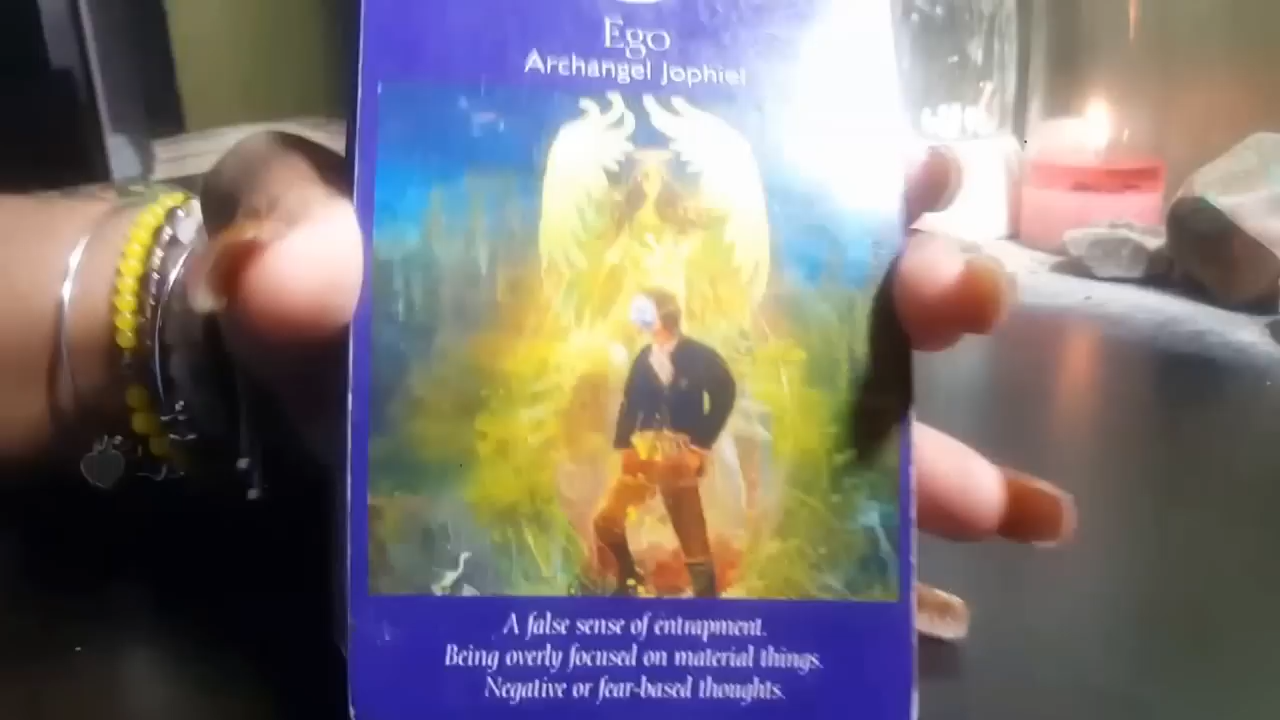 Ego
Archangel Jophiel
A false sense of entrapment.
Being overly focused on material things.
Negative or fear-based thoughts.